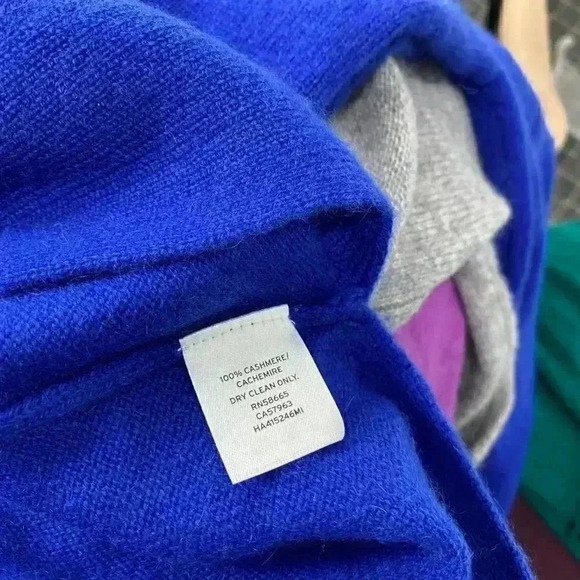 100% CASHMERE/
CACHEMIRE
DRY CLEAN ONLY.
RN58665
CA57963
HA415246MI